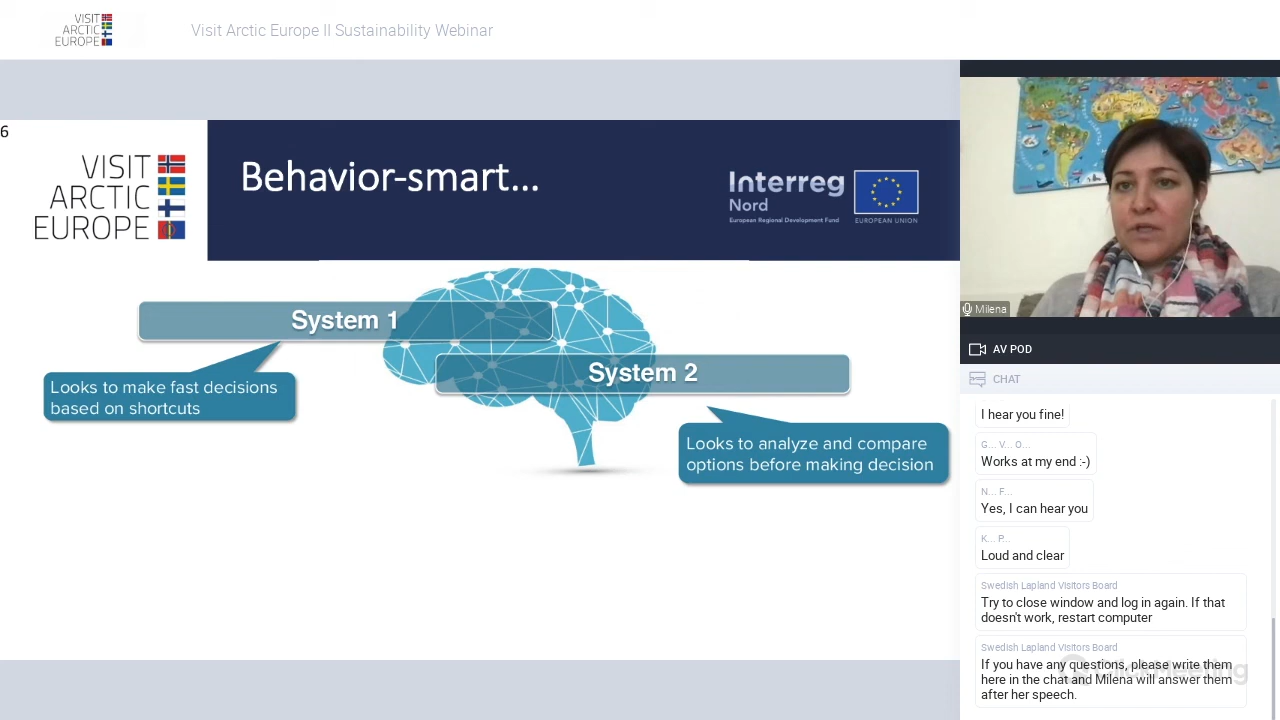 VISIT
ARCTIC
EUROPE
Visit Arctic Europe II Sustainability Webinar
6
VISIT
ARCTIC
EUROPE
Behavior-smart...
Interreg
Nord
European Regional Development Fund
EUROPEAN UNION
System 1
Looks to make fast decisions
based on shortcuts
System 2
Looks to analyze and compare
options before making decision
Milena
AV POD
CHAT
I hear you fine!
G... V... O...
Works at my end :-)
N... F...
Yes, I can hear you
K... P...
Loud and clear
Swedish Lapland Visitors Board
Try to close window and log in again. If that
doesn't work, restart computer
Swedish Lapland Visitors Board
If you have any questions, please write them
here in the chat and Milena will answer them
after her speech.
ClickMeeting